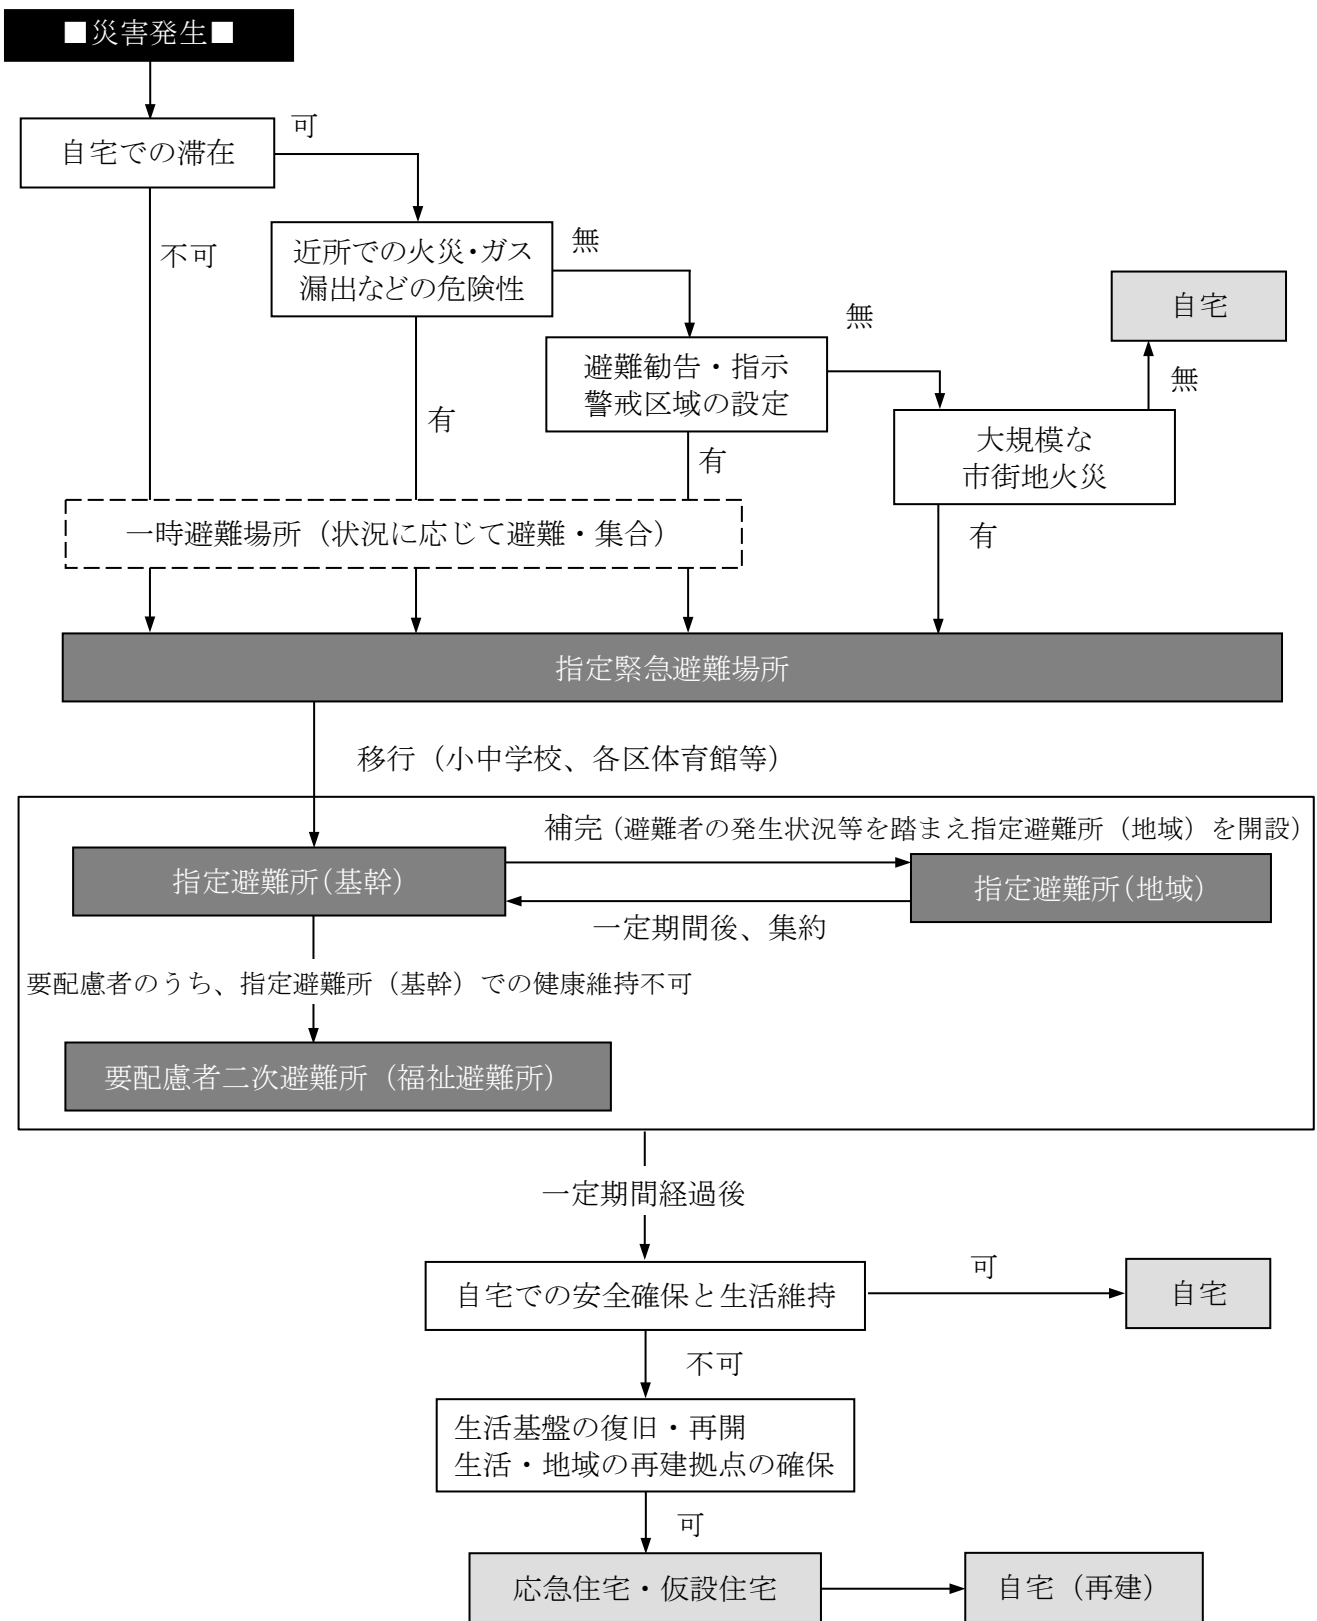 ■災害発生■
自宅での滞在
可
不可
近所での火災・ガス
漏出などの危険性
無
有
避難勧告・指示
警戒区域の設定
無
有
自宅
無
大規模な
市街地火災
有
一時避難場所（状況に応じて避難・集合）
指定緊急避難場所
移行（小中学校、各区体育館等）
補完（避難者の発生状況等を踏まえ指定避難所（地域）を開設）
指定避難所（基幹）
指定避難所（地域）
一定期間後、集約
要配慮者のうち、指定避難所（基幹）での健康維持不可
要配慮者二次避難所（福祉避難所）
一定期間経過後
自宅での安全確保と生活維持
可
自宅
不可
生活基盤の復旧・再開
生活・地域の再建拠点の確保
可
応急住宅・仮設住宅
自宅（再建）